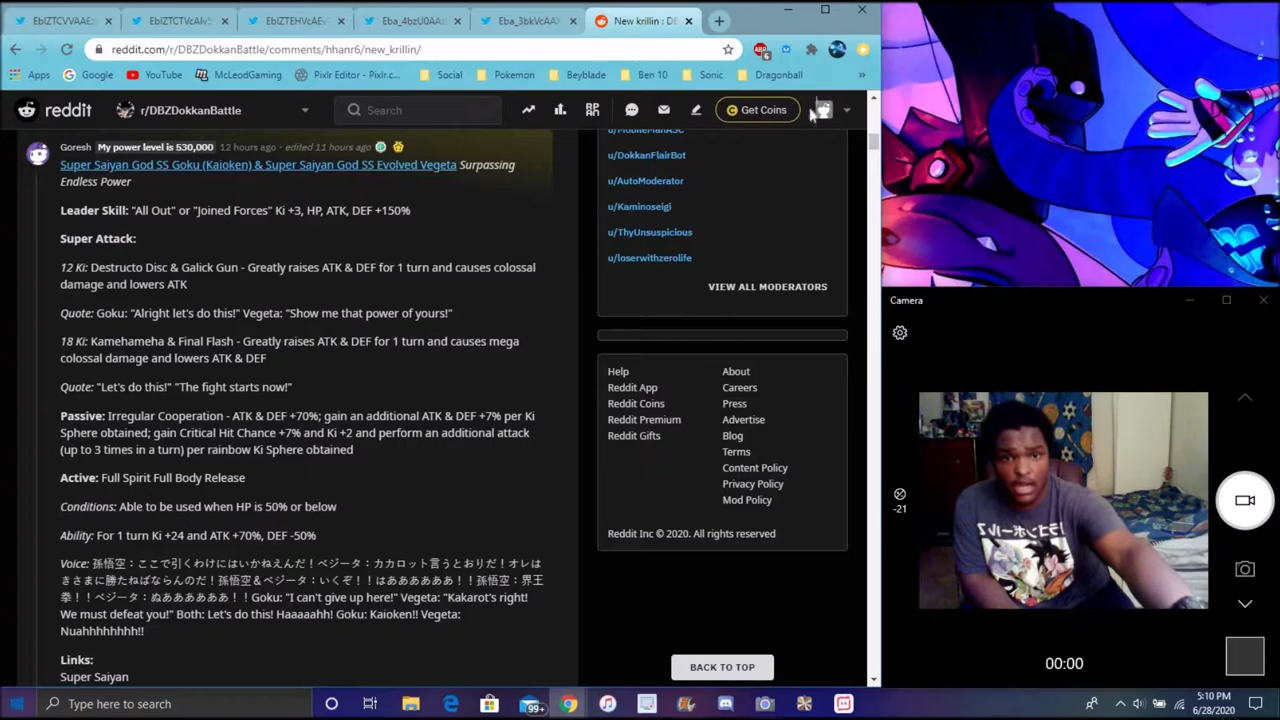 EbIZTCVVAAE
EbIZTCTVcAIv5
EbIZTEHVcAEv
Eba_4bzU0AA
Eba_3bkVcAAX
New krillin : DB
reddit.com/r/DBZDokkanBattle/comments/hhanr6/new_krillin/
6
Apps
Google
YouTube
McLeodGaming
Pixlr Editor - Pixlr.c...
Social
Pokemon
Beyblade
Ben 10
Sonic
Dragonball
»
reddit
r/DBZDokkanBattle
Search
Get Coins
Goresh My power level is 530,000 12 hours ago · edited 11 hours ago
Super Saiyan God SS Goku (Kaioken) & Super Saiyan God SS Evolved Vegeta Surpassing
Endless Power
Leader Skill: "All Out" or "Joined Forces" Ki +3, HP, ATK, DEF +150%
Super Attack:
12 Ki: Destructo Disc & Galick Gun - Greatly raises ATK & DEF for 1 turn and causes colossal
damage and lowers ATK
Quote: Goku: "Alright let's do this!" Vegeta: "Show me that power of yours!"
18 Ki: Kamehameha & Final Flash - Greatly raises ATK & DEF for 1 turn and causes mega
colossal damage and lowers ATK & DEF
Quote: "Let's do this!" "The fight starts now!"
Passive: Irregular Cooperation - ATK & DEF +70%; gain an additional ATK & DEF +7% per Ki
Sphere obtained; gain Critical Hit Chance +7% and Ki +2 and perform an additional attack
(up to 3 times in a turn) per rainbow Ki Sphere obtained
Active: Full Spirit Full Body Release
Conditions: Able to be used when HP is 50% or below
Ability: For 1 turn Ki +24 and ATK +70%, DEF -50%
Voice: 孫悟空：ここで引くわけにはいかねえんだ！ベジータ：カカロット言うとおりだ！オレは
きさまに勝たねばならんのだ！孫悟空＆ベジータ：いくぞ！！はああああああ！！孫悟空：界王
拳！！ベジータ：ぬああああああ！！Goku: "I can't give up here!" Vegeta: "Kakarot's right!
We must defeat you!" Both: Let's do this! Haaaaahh! Goku: Kaioken!! Vegeta:
Nuahhhhhhhh!!
Links:
Super Saiyan
u/MobileManASC
u/DokkanFlairBot
u/AutoModerator
u/Kaminoseigi
u/ThyUnsuspicious
u/loserwithzerolife
VIEW ALL MODERATORS
Help
About
Reddit App
Careers
Reddit Coins
Press
Reddit Premium
Advertise
Reddit Gifts
Blog
Terms
Content Policy
Privacy Policy
Mod Policy
Reddit Inc © 2020. All rights reserved
BACK TO TOP
Camera
-21
00:00
Type here to search
99+
5:10 PM
6/28/2020